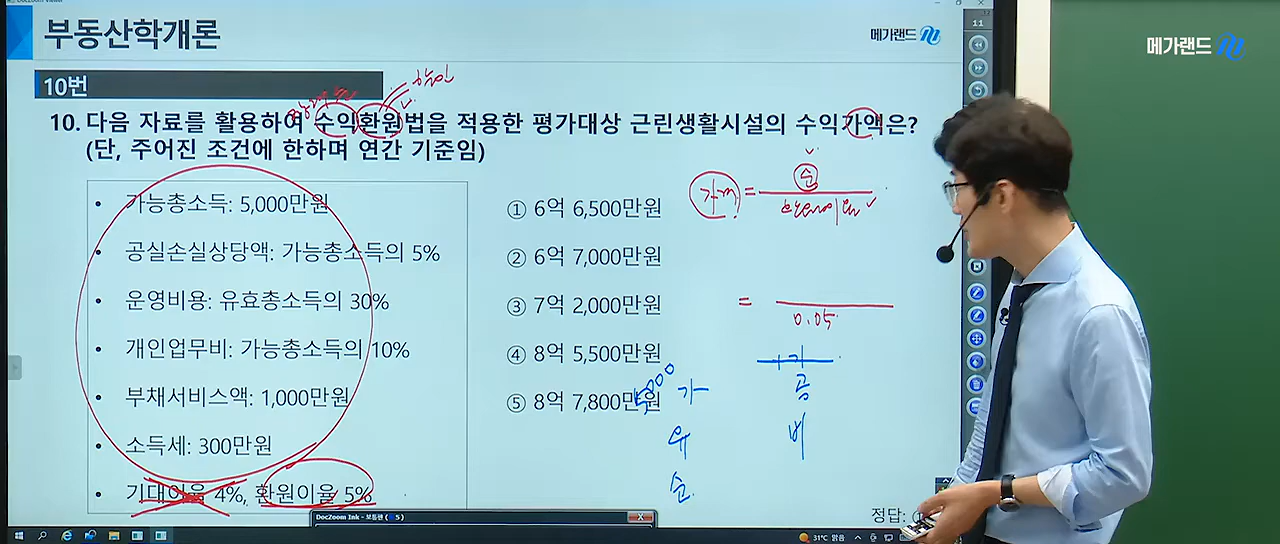 부동산학개론
메가랜드
메가랜드
10번
10. 다음 자료를 활용하여 수익환원법을 적용한 평가대상 근린생활시설의 수익가액은?
(단, 주어진 조건에 한하며 연간 기준임)
• 가능총소득: 5,000만원
• 공실손실상당액: 가능총소득의 5%
• 운영비용: 유효총소득의 30%
• 개인업무비: 가능총소득의 10%
• 부채서비스액: 1,000만원
• 소득세: 300만원
• 기대이율 4%, 환원이율 5%
① 6억 6,500만원
② 6억 7,000만원
③ 7억 2,000만원
④ 8억 5,500만원
⑤ 8억 7,800만원
= 순
= 0.05
5000 가 공
유 비
순
정답:
DocZoom Ink - 보통펜
31°C 맑음
11